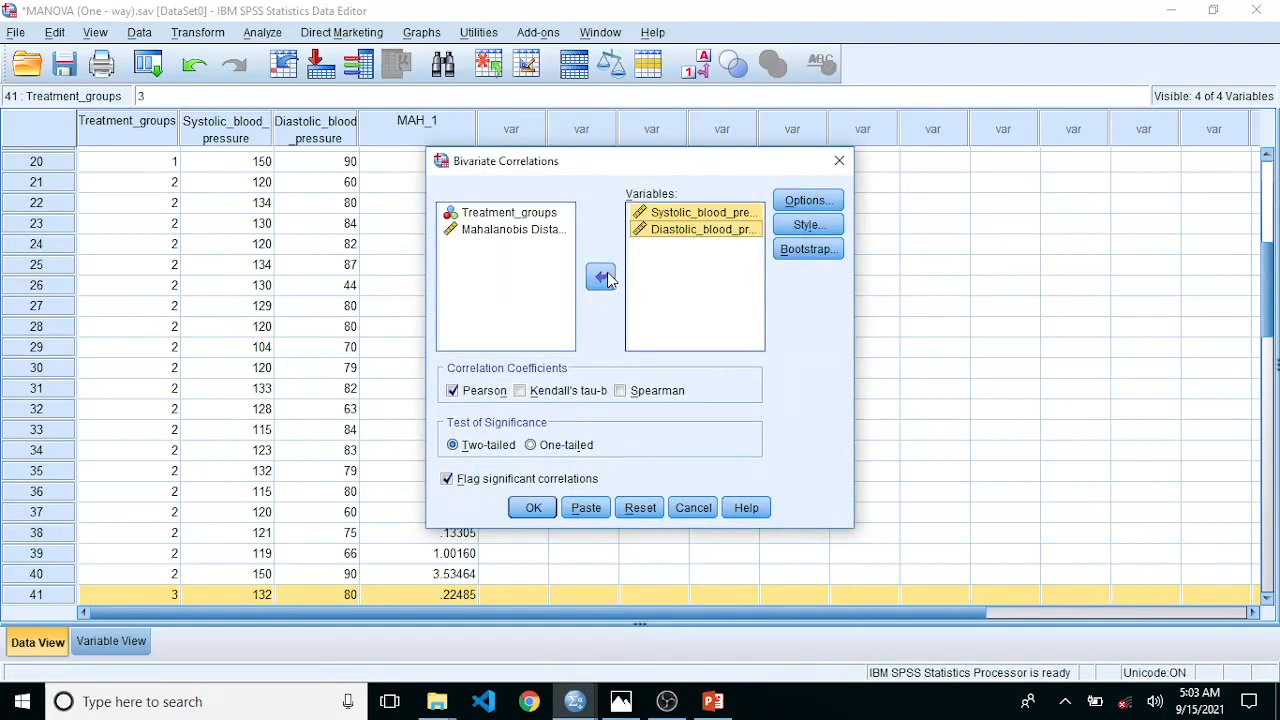 *MANOVA (One - way).sav [DataSet0] - IBM SPSS Statistics Data Editor
File Edit View Data Transform Analyze Direct Marketing Graphs Utilities Add-ons Window Help
41 : Treatment_groups 3 Visible: 4 of 4 Variables
Treatment_groups Systolic_blood_ Diastolic_blood MAH_1 var var var var var var var var var var var
pressure _pressure
20 1 150 90
21 2 120 60
22 2 134 80
23 2 130 84
24 2 120 82
25 2 134 87
26 2 130 44
27 2 129 80
28 2 120 80
29 2 104 70
30 2 120 79
31 2 133 82
32 2 128 63
33 2 115 84
34 2 123 83
35 2 132 79
36 2 115 80
37 2 120 60
38 2 121 75 .13305
39 2 119 66 1.00160
40 2 150 90 3.53464
41 3 132 80 .22485
Bivariate Correlations
Variables:
Treatment_groups Systolic_blood_pre... Options...
Mahalanobis Dista... Diastolic_blood_pr... Style...
Bootstrap...
Correlation Coefficients
Pearson Kendall's tau-b Spearman
Test of Significance
Two-tailed One-tailed
Flag significant correlations
OK Paste Reset Cancel Help
Data View Variable View
IBM SPSS Statistics Processor is ready Unicode:ON
Type here to search
5:03 AM
9/15/2021